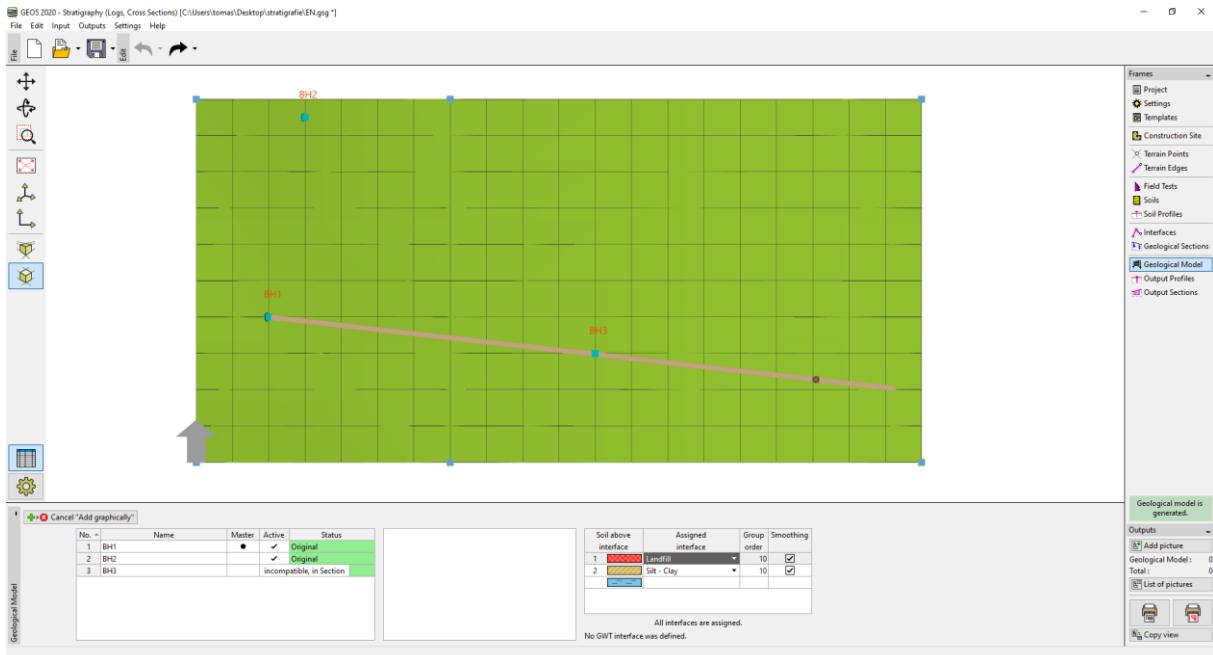 GEO5 2020 - Stratigraphy (Logs, Cross Sections) [C:\Users\tomas\Desktop\stratigrafie\EN.gsg *]
File Edit Input Outputs Settings Help
File
Edit
BH2
BH1
BH3
Frames
Project
Settings
Templates
Construction Site
Terrain Points
Terrain Edges
Field Tests
Soils
Soil Profiles
Interfaces
Geological Sections
Geological Model
Output Profiles
Output Sections
Geological model is
generated.
Outputs
Add picture
Geological Model : 0
Total : 0
List of pictures
Copy view
Geological Model
Cancel "Add graphically"
No. Name Master Active Status
1 BH1 Original
2 BH2 Original
3 BH3 incompatible, in Section
Soil above Assigned Group Smoothing
interface interface order
1 Landfill 10
2 Silt - Clay 10
All interfaces are assigned.
No GWT interface was defined.